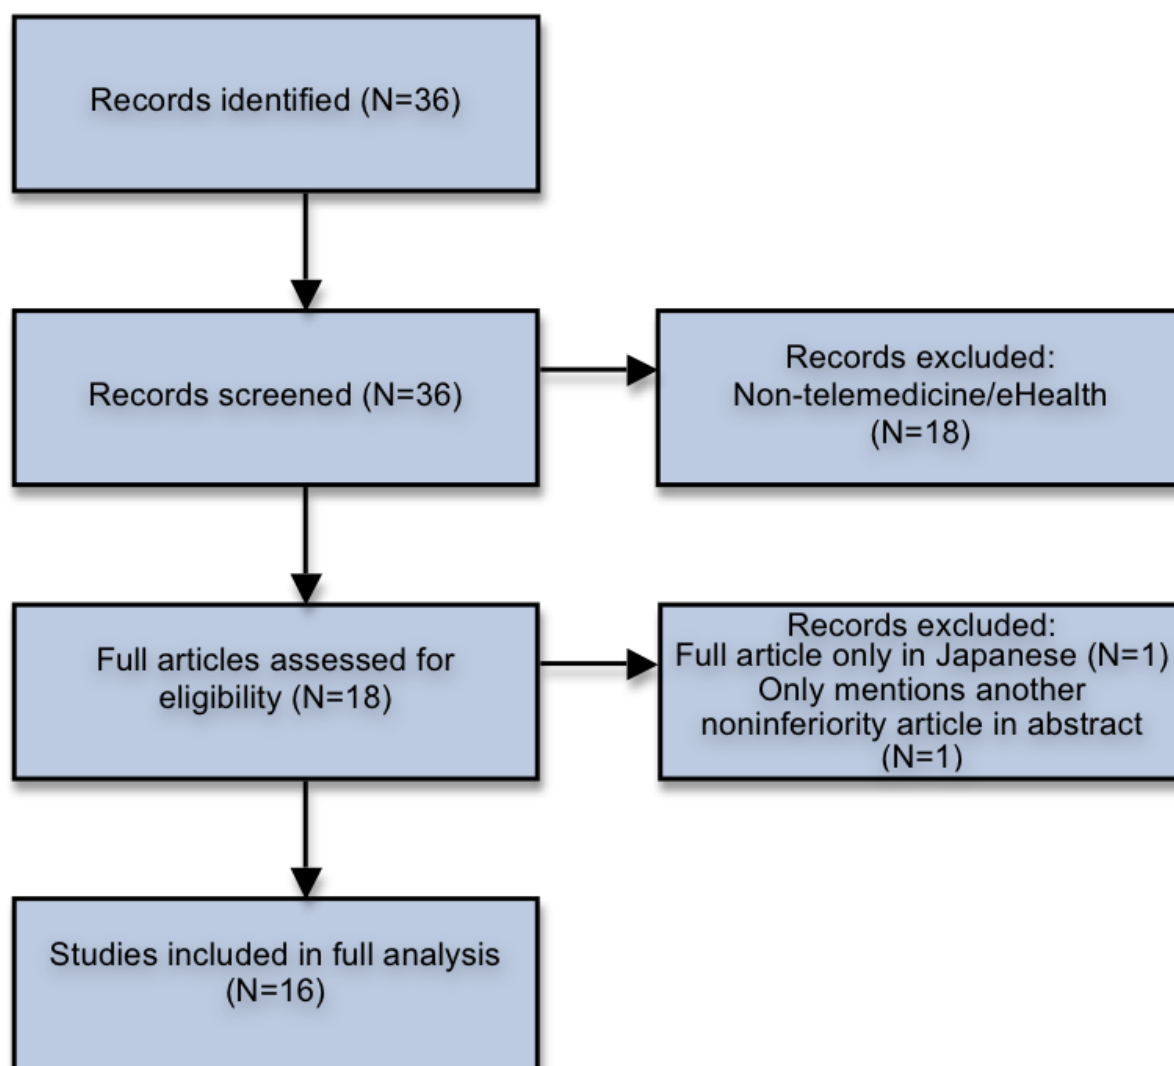 Records identified (N=36)
Records screened (N=36)
Records excluded:
Non-telemedicine/eHealth
(N=18)
Full articles assessed for
eligibility (N=18)
Records excluded:
Full article only in Japanese (N=1)
Only mentions another
noninferiority article in abstract
(N=1)
Studies included in full analysis
(N=16)